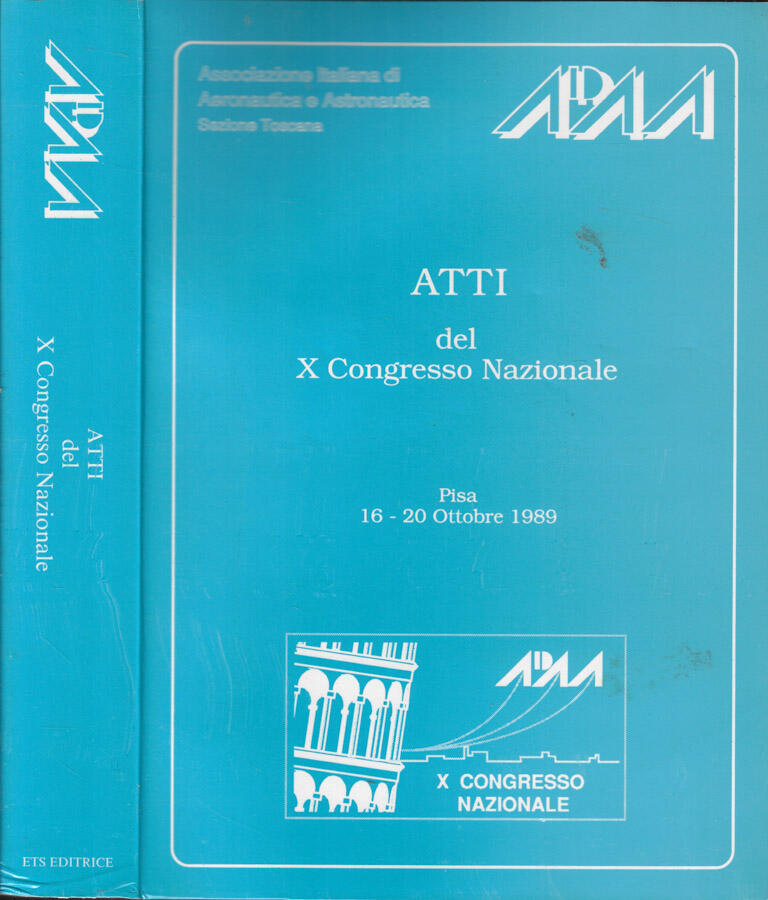 AIDAA
ATTI
del
X Congresso Nazionale
ETS EDITRICE
Associazione Italiana di
Aeronautica e Astronautica
Sezione Toscana
AIDAA
ATTI
del
X Congresso Nazionale
Pisa
16 - 20 Ottobre 1989
AIDAA
X CONGRESSO
NAZIONALE